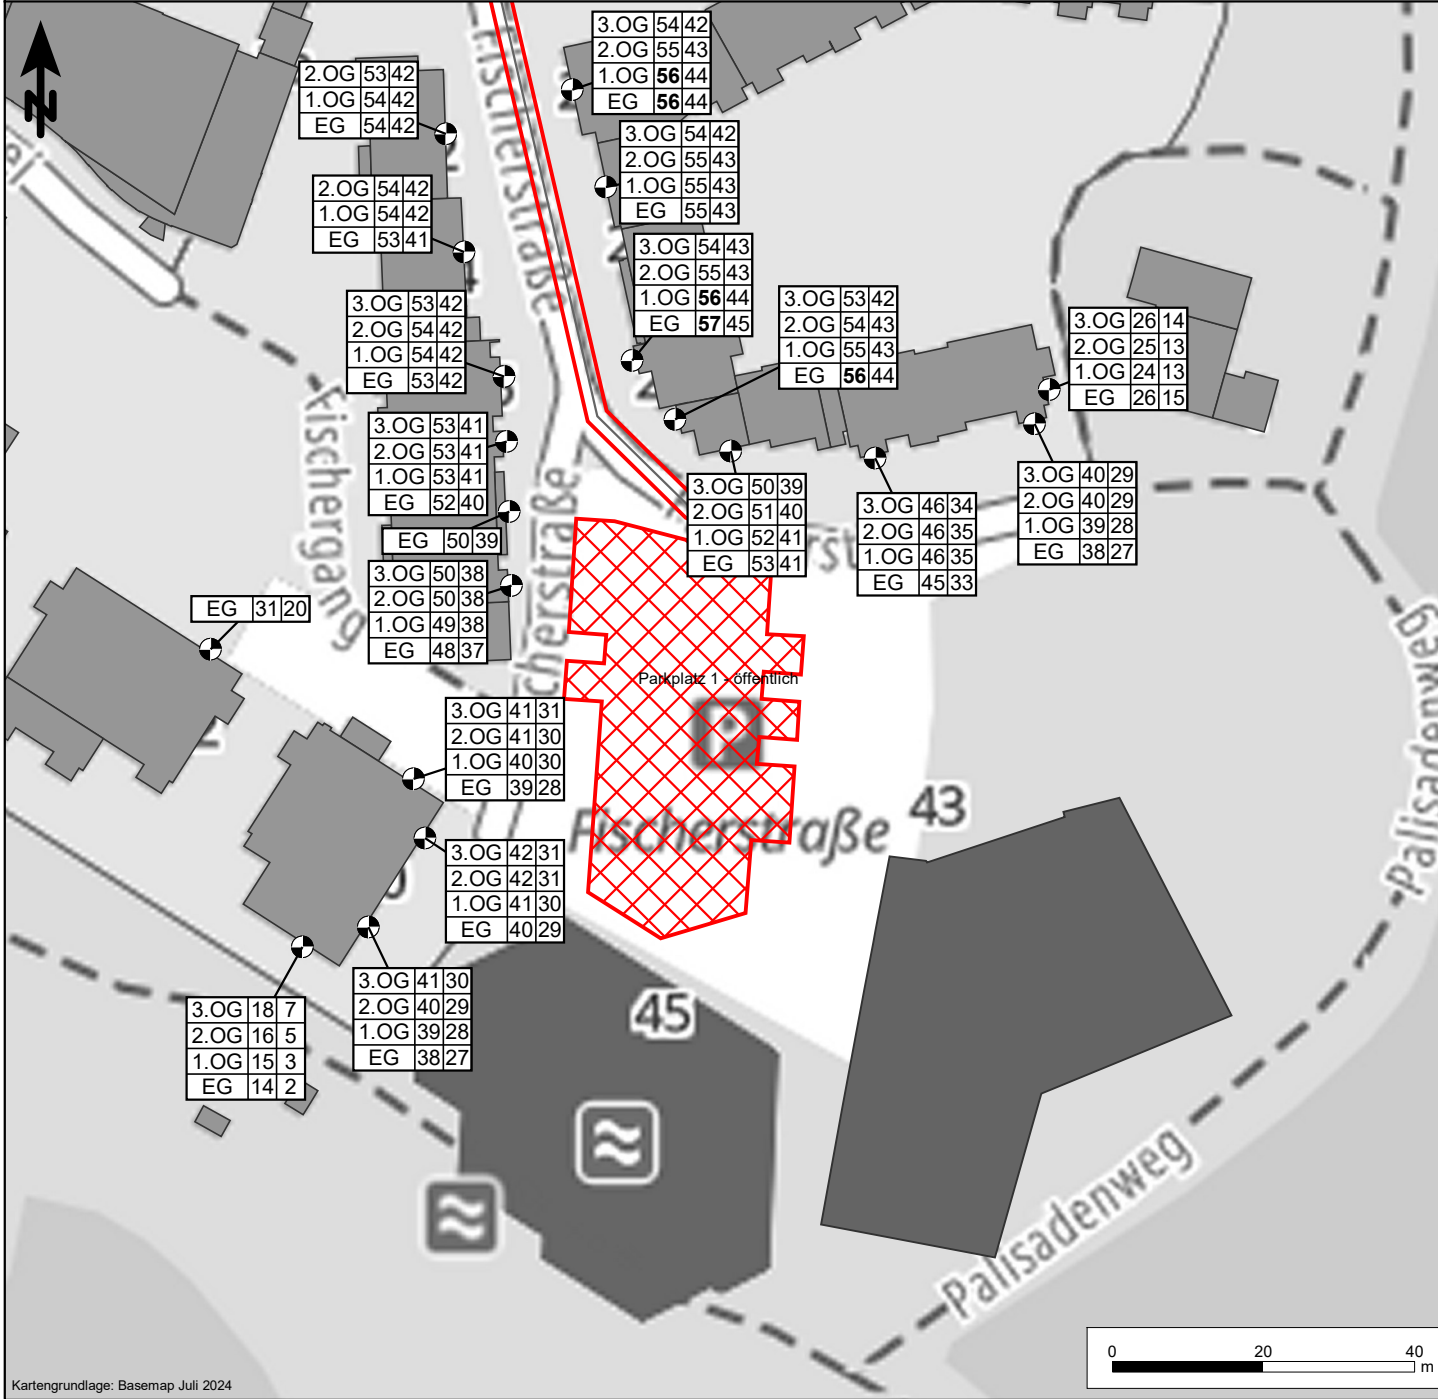 N
3.OG 54 42
2.OG 55 43
1.OG 56 44
EG 56 44
2.OG 53 42
1.OG 54 42
EG 54 42
3.OG 54 42
2.OG 55 43
1.OG 55 43
EG 55 43
2.OG 54 42
1.OG 54 42
EG 53 41
3.OG 54 43
2.OG 55 43
1.OG 56 44
EG 57 45
3.OG 53 42
2.OG 54 43
1.OG 55 43
EG 56 44
3.OG 53 42
2.OG 54 42
1.OG 54 42
EG 53 42
3.OG 26 14
2.OG 25 13
1.OG 24 13
EG 26 15
3.OG 53 41
2.OG 53 41
1.OG 53 41
EG 52 40
EG 50 39
3.OG 50 39
2.OG 51 40
1.OG 52 41
EG 53 41
3.OG 46 34
2.OG 46 35
1.OG 46 35
EG 45 33
3.OG 40 29
2.OG 40 29
1.OG 39 28
EG 38 27
3.OG 50 38
2.OG 50 38
1.OG 49 38
EG 48 37
EG 31 20
Fischerstraße
Fischergang
cherstraße
Parkplatz 1 - öffentlich
P
3.OG 41 31
2.OG 41 30
1.OG 40 30
EG 39 28
Fischerstraße
43
3.OG 42 31
2.OG 42 31
1.OG 41 30
EG 40 29
3.OG 41 30
2.OG 40 29
1.OG 39 28
EG 38 27
3.OG 18 7
2.OG 16 5
1.OG 15 3
EG 14 2
45
Palisadenweg
Palisadenweg
0 20 40
m
Kartengrundlage: Basemap Juli 2024